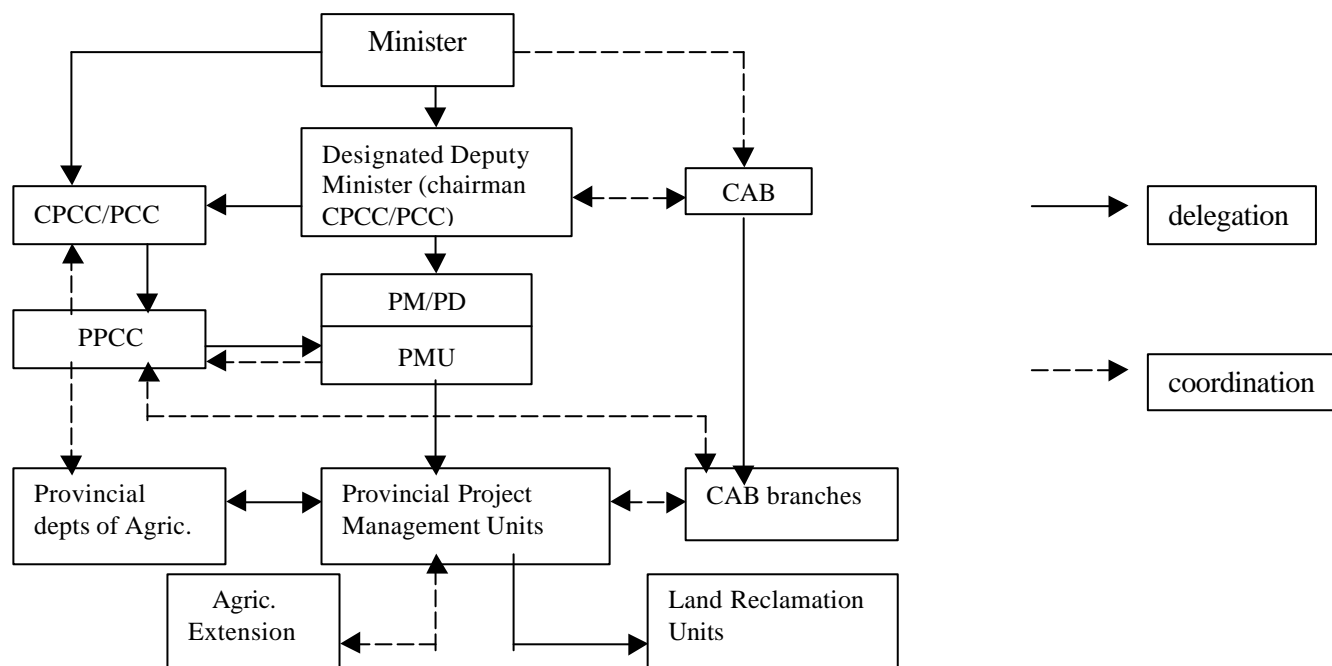 Minister
Designated Deputy
Minister (chairman
CPCC/PCC)
CAB
CPCC/PCC
delegation
PM/PD
PPCC
PMU
coordination
Provincial
depts of Agric.
Provincial Project
Management Units
CAB branches
Agric.
Extension
Land Reclamation
Units